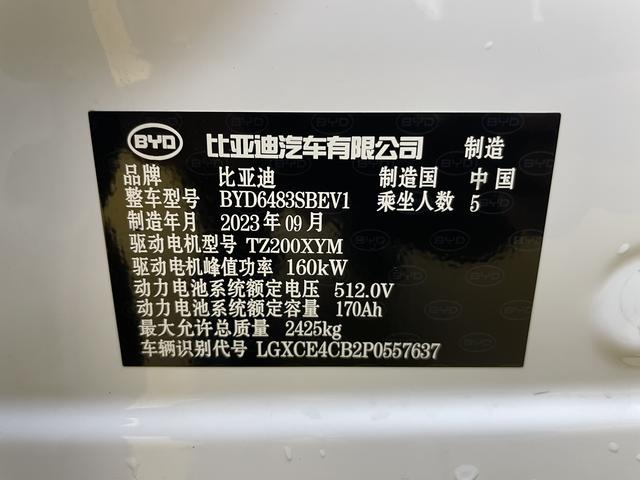 BYD 比亚迪汽车有限公司 制造
品牌 比亚迪 制造国 中国
整车型号 BYD6483SBEV1 乘坐人数 5
制造年月 2023年09月
驱动电机型号 TZ200XYM
驱动电机峰值功率 160kW
动力电池系统额定电压 512.0V
动力电池系统额定容量 170Ah
最大允许总质量 2425kg
车辆识别代号 LGXCE4CB2P0557637